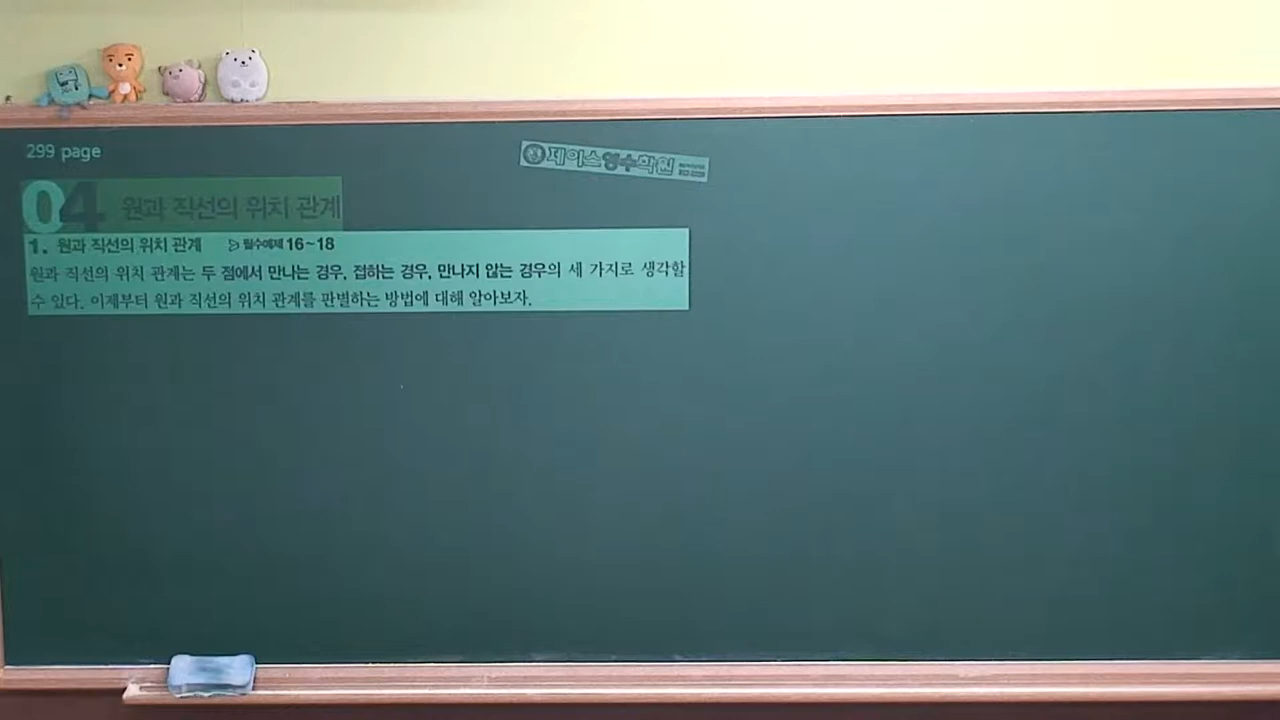 299 page
제이스영수학원
04 원과 직선의 위치 관계
1. 원과 직선의 위치 관계 필수예제 16~18
원과 직선의 위치 관계는 두 점에서 만나는 경우, 접하는 경우, 만나지 않는 경우의 세 가지로 생각할
수 있다. 이제부터 원과 직선의 위치 관계를 판별하는 방법에 대해 알아보자.